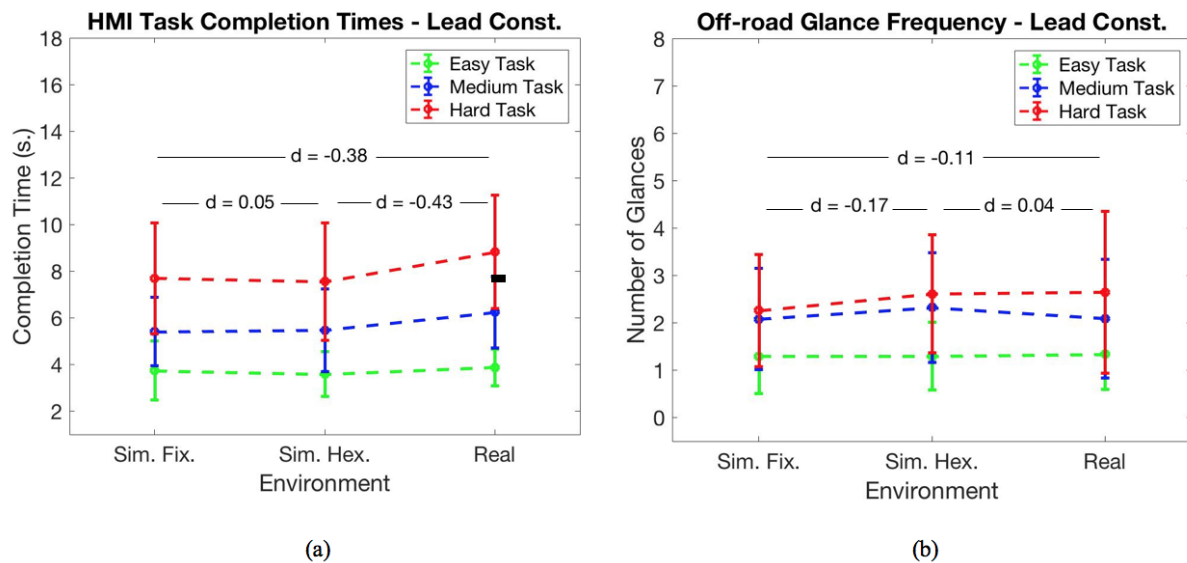 HMI Task Completion Times - Lead Const.
18
16
14
12
10
8
6
4
2
Completion Time (s.)
Easy Task
Medium Task
Hard Task
d = -0.38
d = 0.05
d = -0.43
Sim. Fix.
Sim. Hex.
Real
Environment
(a)
Off-road Glance Frequency - Lead Const.
8
7
6
5
4
3
2
1
0
Number of Glances
Easy Task
Medium Task
Hard Task
d = -0.11
d = -0.17
d = 0.04
Sim. Fix.
Sim. Hex.
Real
Environment
(b)